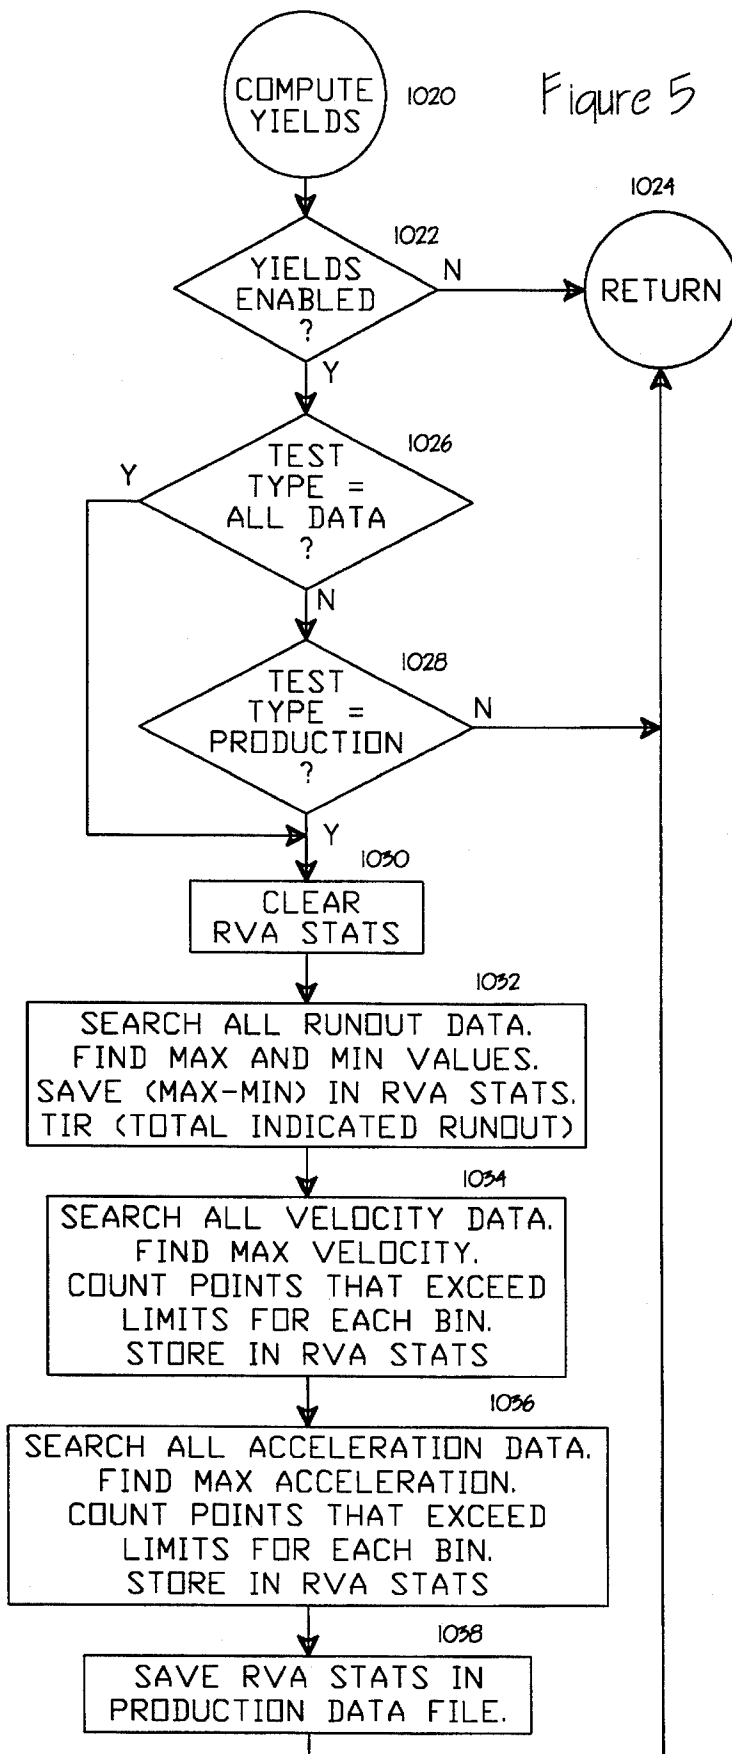 COMPUTE
YIELDS
1020
Figure 5
1024
RETURN
1022
YIELDS
ENABLED
?
N
Y
1026
TEST
TYPE =
ALL DATA
?
Y
N
1028
TEST
TYPE =
PRODUCTION
?
N
Y
1030
CLEAR
RVA STATS
1032
SEARCH ALL RUNOUT DATA.
FIND MAX AND MIN VALUES.
SAVE (MAX-MIN) IN RVA STATS.
TIR (TOTAL INDICATED RUNOUT)
1034
SEARCH ALL VELOCITY DATA.
FIND MAX VELOCITY.
COUNT POINTS THAT EXCEED
LIMITS FOR EACH BIN.
STORE IN RVA STATS
1036
SEARCH ALL ACCELERATION DATA.
FIND MAX ACCELERATION.
COUNT POINTS THAT EXCEED
LIMITS FOR EACH BIN.
STORE IN RVA STATS
1038
SAVE RVA STATS IN
PRODUCTION DATA FILE.